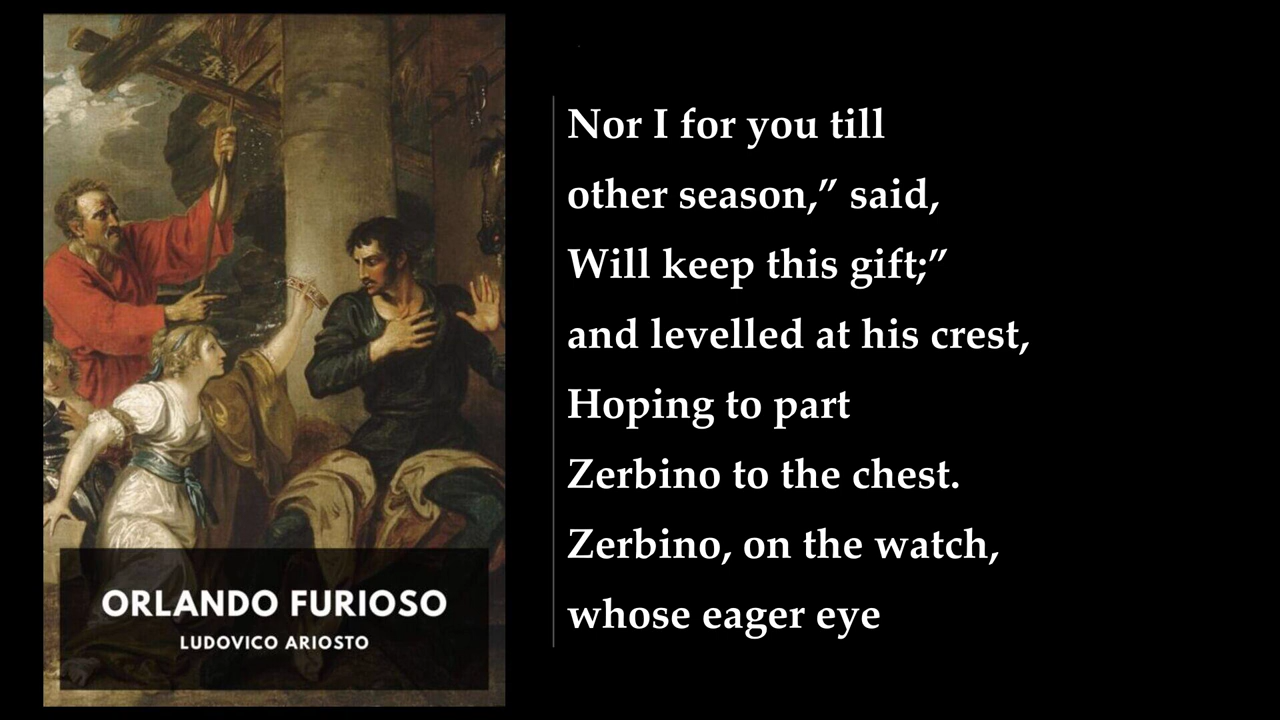 ORLANDO FURIOSO
LUDOVICO ARIOSTO
Nor I for you till
other season,” said,
Will keep this gift;”
and levelled at his crest,
Hoping to part
Zerbino to the chest.
Zerbino, on the watch,
whose eager eye